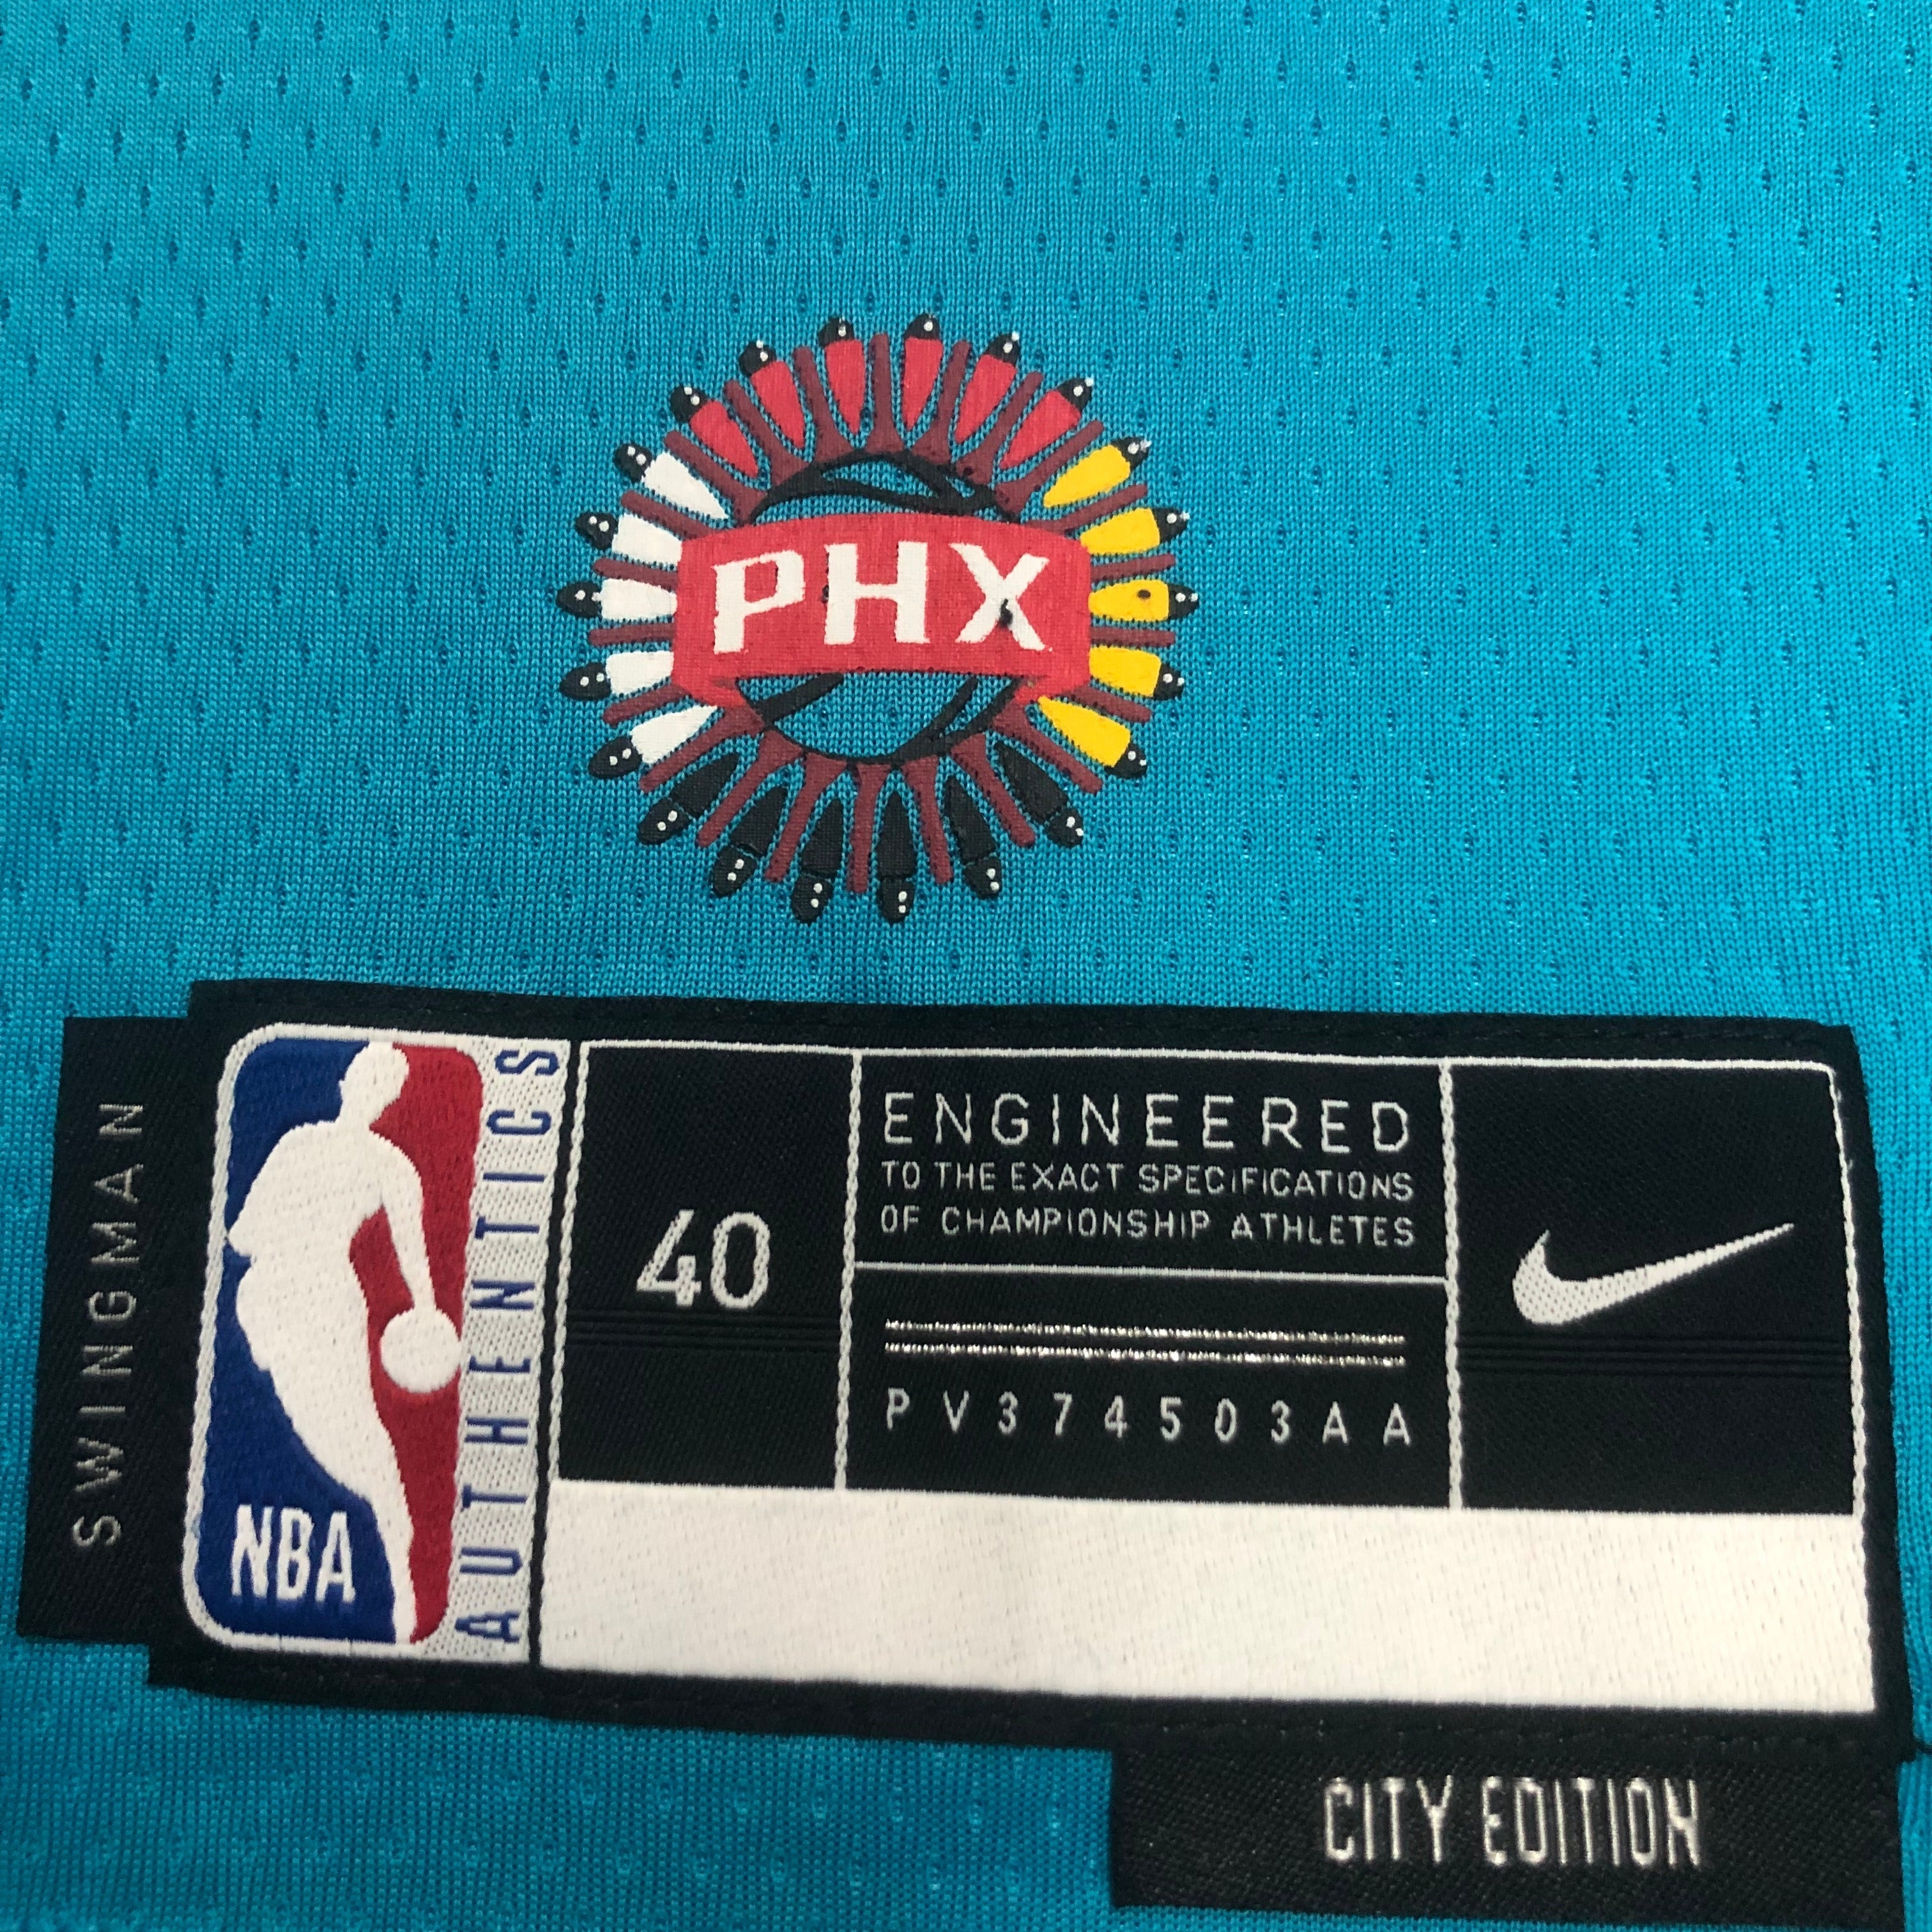 PHX
SWINGMAN
NBA
AUTHENTICS
40
ENGINEERED
TO THE EXACT SPECIFICATIONS
OF CHAMPIONSHIP ATHLETES
PV374503AA
CITY EDITION